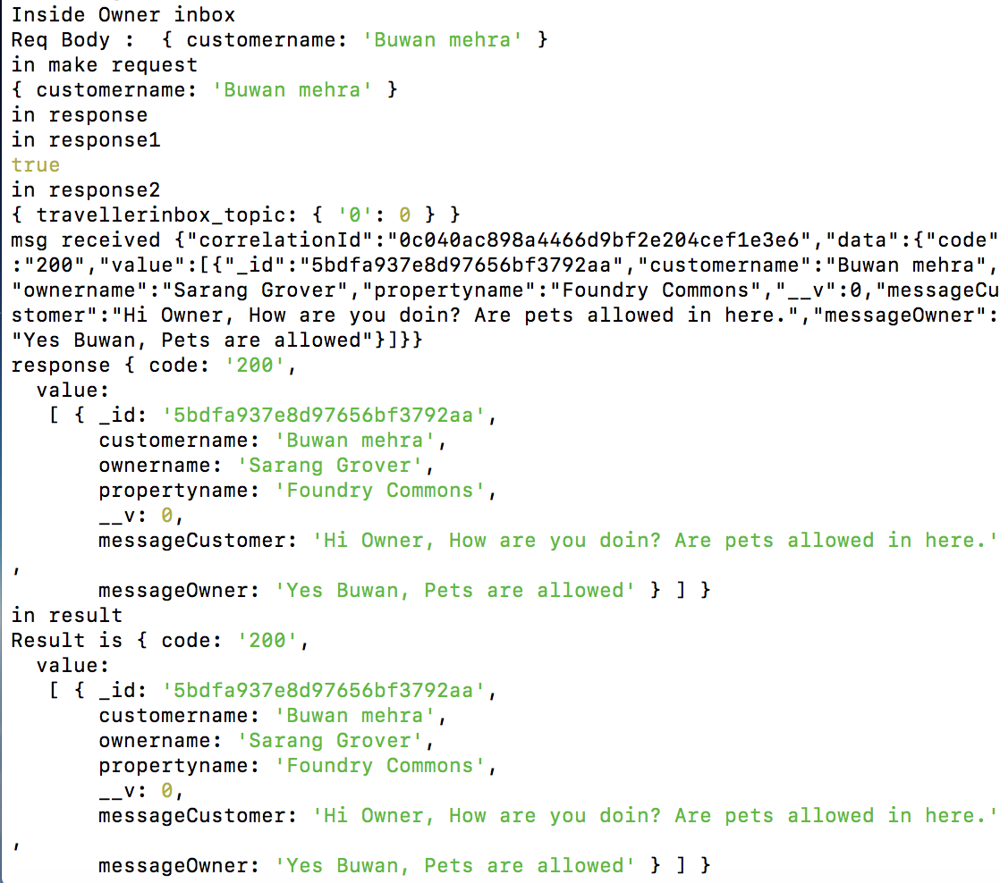 Inside Owner inbox
Req Body :  { customername: 'Buwan mehra' }
in make request
{ customername: 'Buwan mehra' }
in response
in response1
true
in response2
{ travellerinbox_topic: { '0': 0 } }
msg received {"correlationId":"0c040ac898a4466d9bf2e204cef1e3e6","data":{"code"
:"200","value":[{"_id":"5bdfa937e8d97656bf3792aa","customername":"Buwan mehra",
"ownername":"Sarang Grover","propertyname":"Foundry Commons","__v":0,"messageCu
stomer":"Hi Owner, How are you doin? Are pets allowed in here.","messageOwner":
"Yes Buwan, Pets are allowed"}]}}
response { code: '200',
  value:
   [ { _id: '5bdfa937e8d97656bf3792aa',
       customername: 'Buwan mehra',
       ownername: 'Sarang Grover',
       propertyname: 'Foundry Commons',
       __v: 0,
       messageCustomer: 'Hi Owner, How are you doin? Are pets allowed in here.'
,
       messageOwner: 'Yes Buwan, Pets are allowed' } ] }
in result
Result is { code: '200',
  value:
   [ { _id: '5bdfa937e8d97656bf3792aa',
       customername: 'Buwan mehra',
       ownername: 'Sarang Grover',
       propertyname: 'Foundry Commons',
       __v: 0,
       messageCustomer: 'Hi Owner, How are you doin? Are pets allowed in here.'
,
       messageOwner: 'Yes Buwan, Pets are allowed' } ] }